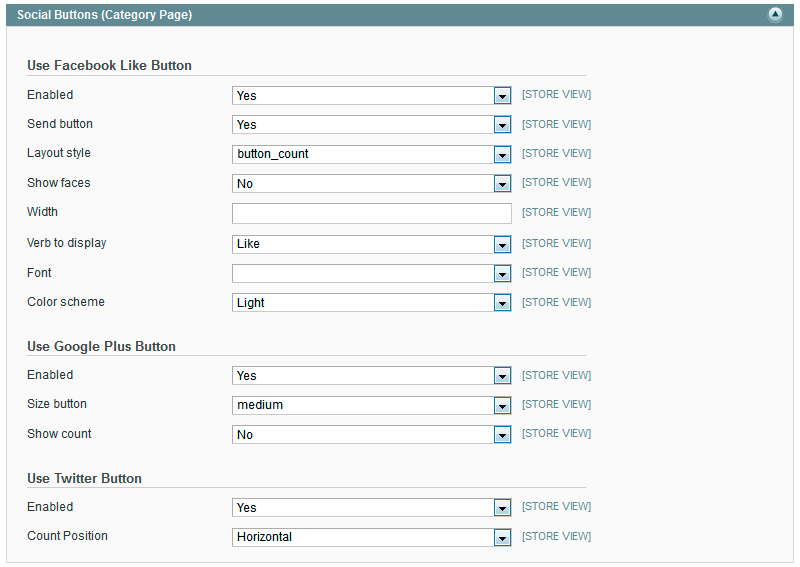 Social Buttons (Category Page)
Use Facebook Like Button
Enabled Yes [STORE VIEW]
Send button Yes [STORE VIEW]
Layout style button_count [STORE VIEW]
Show faces No [STORE VIEW]
Width [STORE VIEW]
Verb to display Like [STORE VIEW]
Font [STORE VIEW]
Color scheme Light [STORE VIEW]
Use Google Plus Button
Enabled Yes [STORE VIEW]
Size button medium [STORE VIEW]
Show count No [STORE VIEW]
Use Twitter Button
Enabled Yes [STORE VIEW]
Count Position Horizontal [STORE VIEW]